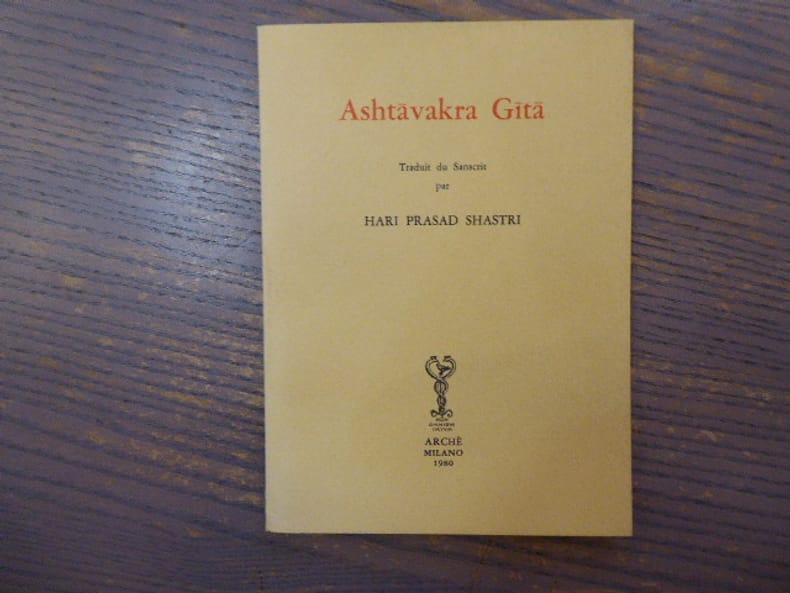 Ashtāvakra Gītā
Traduit du Sanscrit
par
HARI PRASAD SHASTRI
ARCHÈ
MILANO
1980